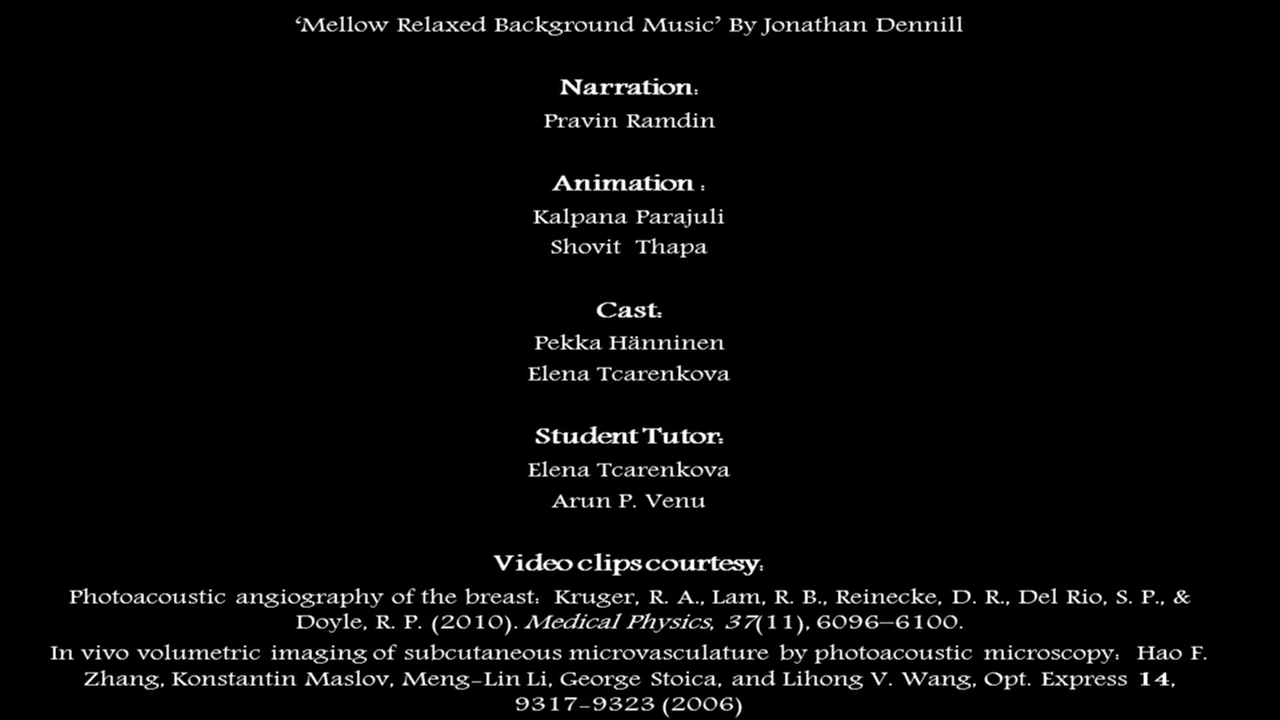 ‘Mellow Relaxed Background Music’ By Jonathan Dennill
Narration:
Pravin Ramdin
Animation :
Kalpana Parajuli
Shovit Thapa
Cast:
Pekka Hänninen
Elena Tcarenkova
Student Tutor:
Elena Tcarenkova
Arun P. Venu
Video clips courtesy:
Photoacoustic angiography of the breast: Kruger, R. A., Lam, R. B., Reinecke, D. R., Del Rio, S. P., &
Doyle, R. P. (2010). Medical Physics, 37(11), 6096–6100.
In vivo volumetric imaging of subcutaneous microvasculature by photoacoustic microscopy: Hao F.
Zhang, Konstantin Maslov, Meng-Lin Li, George Stoica, and Lihong V. Wang, Opt. Express 14,
9317-9323 (2006)